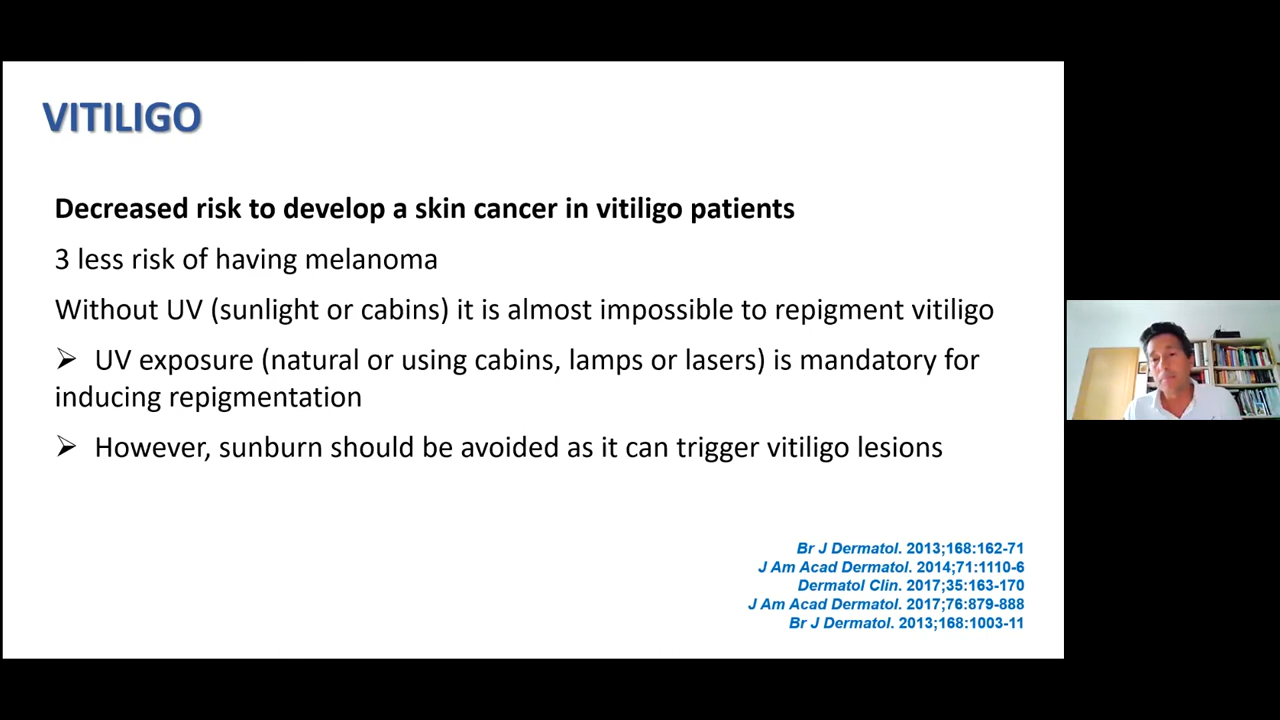 VITILIGO
Decreased risk to develop a skin cancer in vitiligo patients
3 less risk of having melanoma
Without UV (sunlight or cabins) it is almost impossible to repigment vitiligo
➢ UV exposure (natural or using cabins, lamps or lasers) is mandatory for
inducing repigmentation
➢ However, sunburn should be avoided as it can trigger vitiligo lesions
Br J Dermatol. 2013;168:162-71
J Am Acad Dermatol. 2014;71:1110-6
Dermatol Clin. 2017;35:163-170
J Am Acad Dermatol. 2017;76:879-888
Br J Dermatol. 2013;168:1003-11